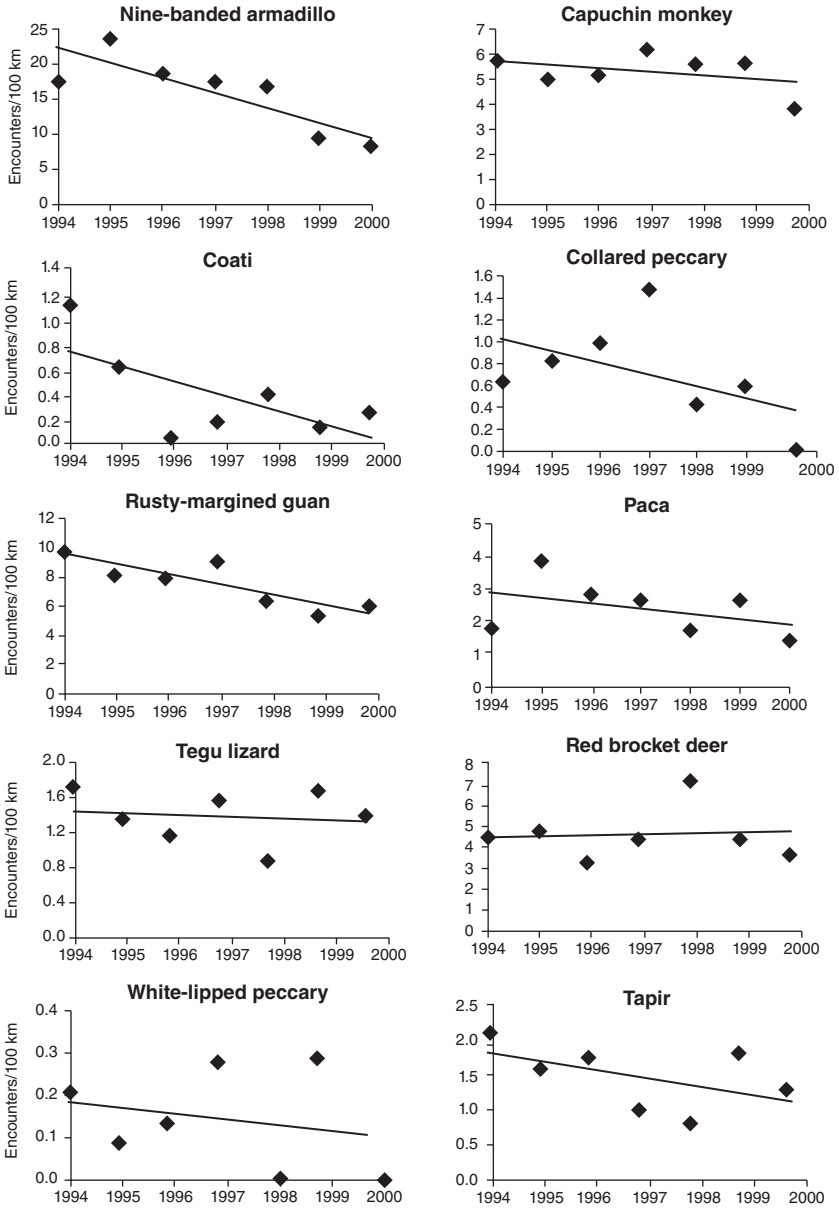 Nine-banded armadillo
Encounters/100 km
25
20
15
10
5
0
1994 1995 1996 1997 1998 1999 2000
Capuchin monkey
7
6
5
4
3
2
1
0
1994 1995 1996 1997 1998 1999 2000
Coati
Encounters/100 km
1.4
1.2
1.0
0.8
0.6
0.4
0.2
0.0
1994 1995 1996 1997 1998 1999 2000
Collared peccary
1.6
1.4
1.2
1.0
0.8
0.6
0.4
0.2
0.0
1994 1995 1996 1997 1998 1999 2000
Rusty-margined guan
Encounters/100 km
12
10
8
6
4
2
0
1994 1995 1996 1997 1998 1999 2000
Paca
5
4
3
2
1
0
1994 1995 1996 1997 1998 1999 2000
Tegu lizard
Encounters/100 km
2.0
1.6
1.2
0.8
0.4
0.0
1994 1995 1996 1997 1998 1999 2000
Red brocket deer
8
7
6
5
4
3
2
1
0
1994 1995 1996 1997 1998 1999 2000
White-lipped peccary
Encounters/100 km
0.4
0.3
0.2
0.1
0.0
1994 1995 1996 1997 1998 1999 2000
Tapir
2.5
2.0
1.5
1.0
0.5
0.0
1994 1995 1996 1997 1998 1999 2000